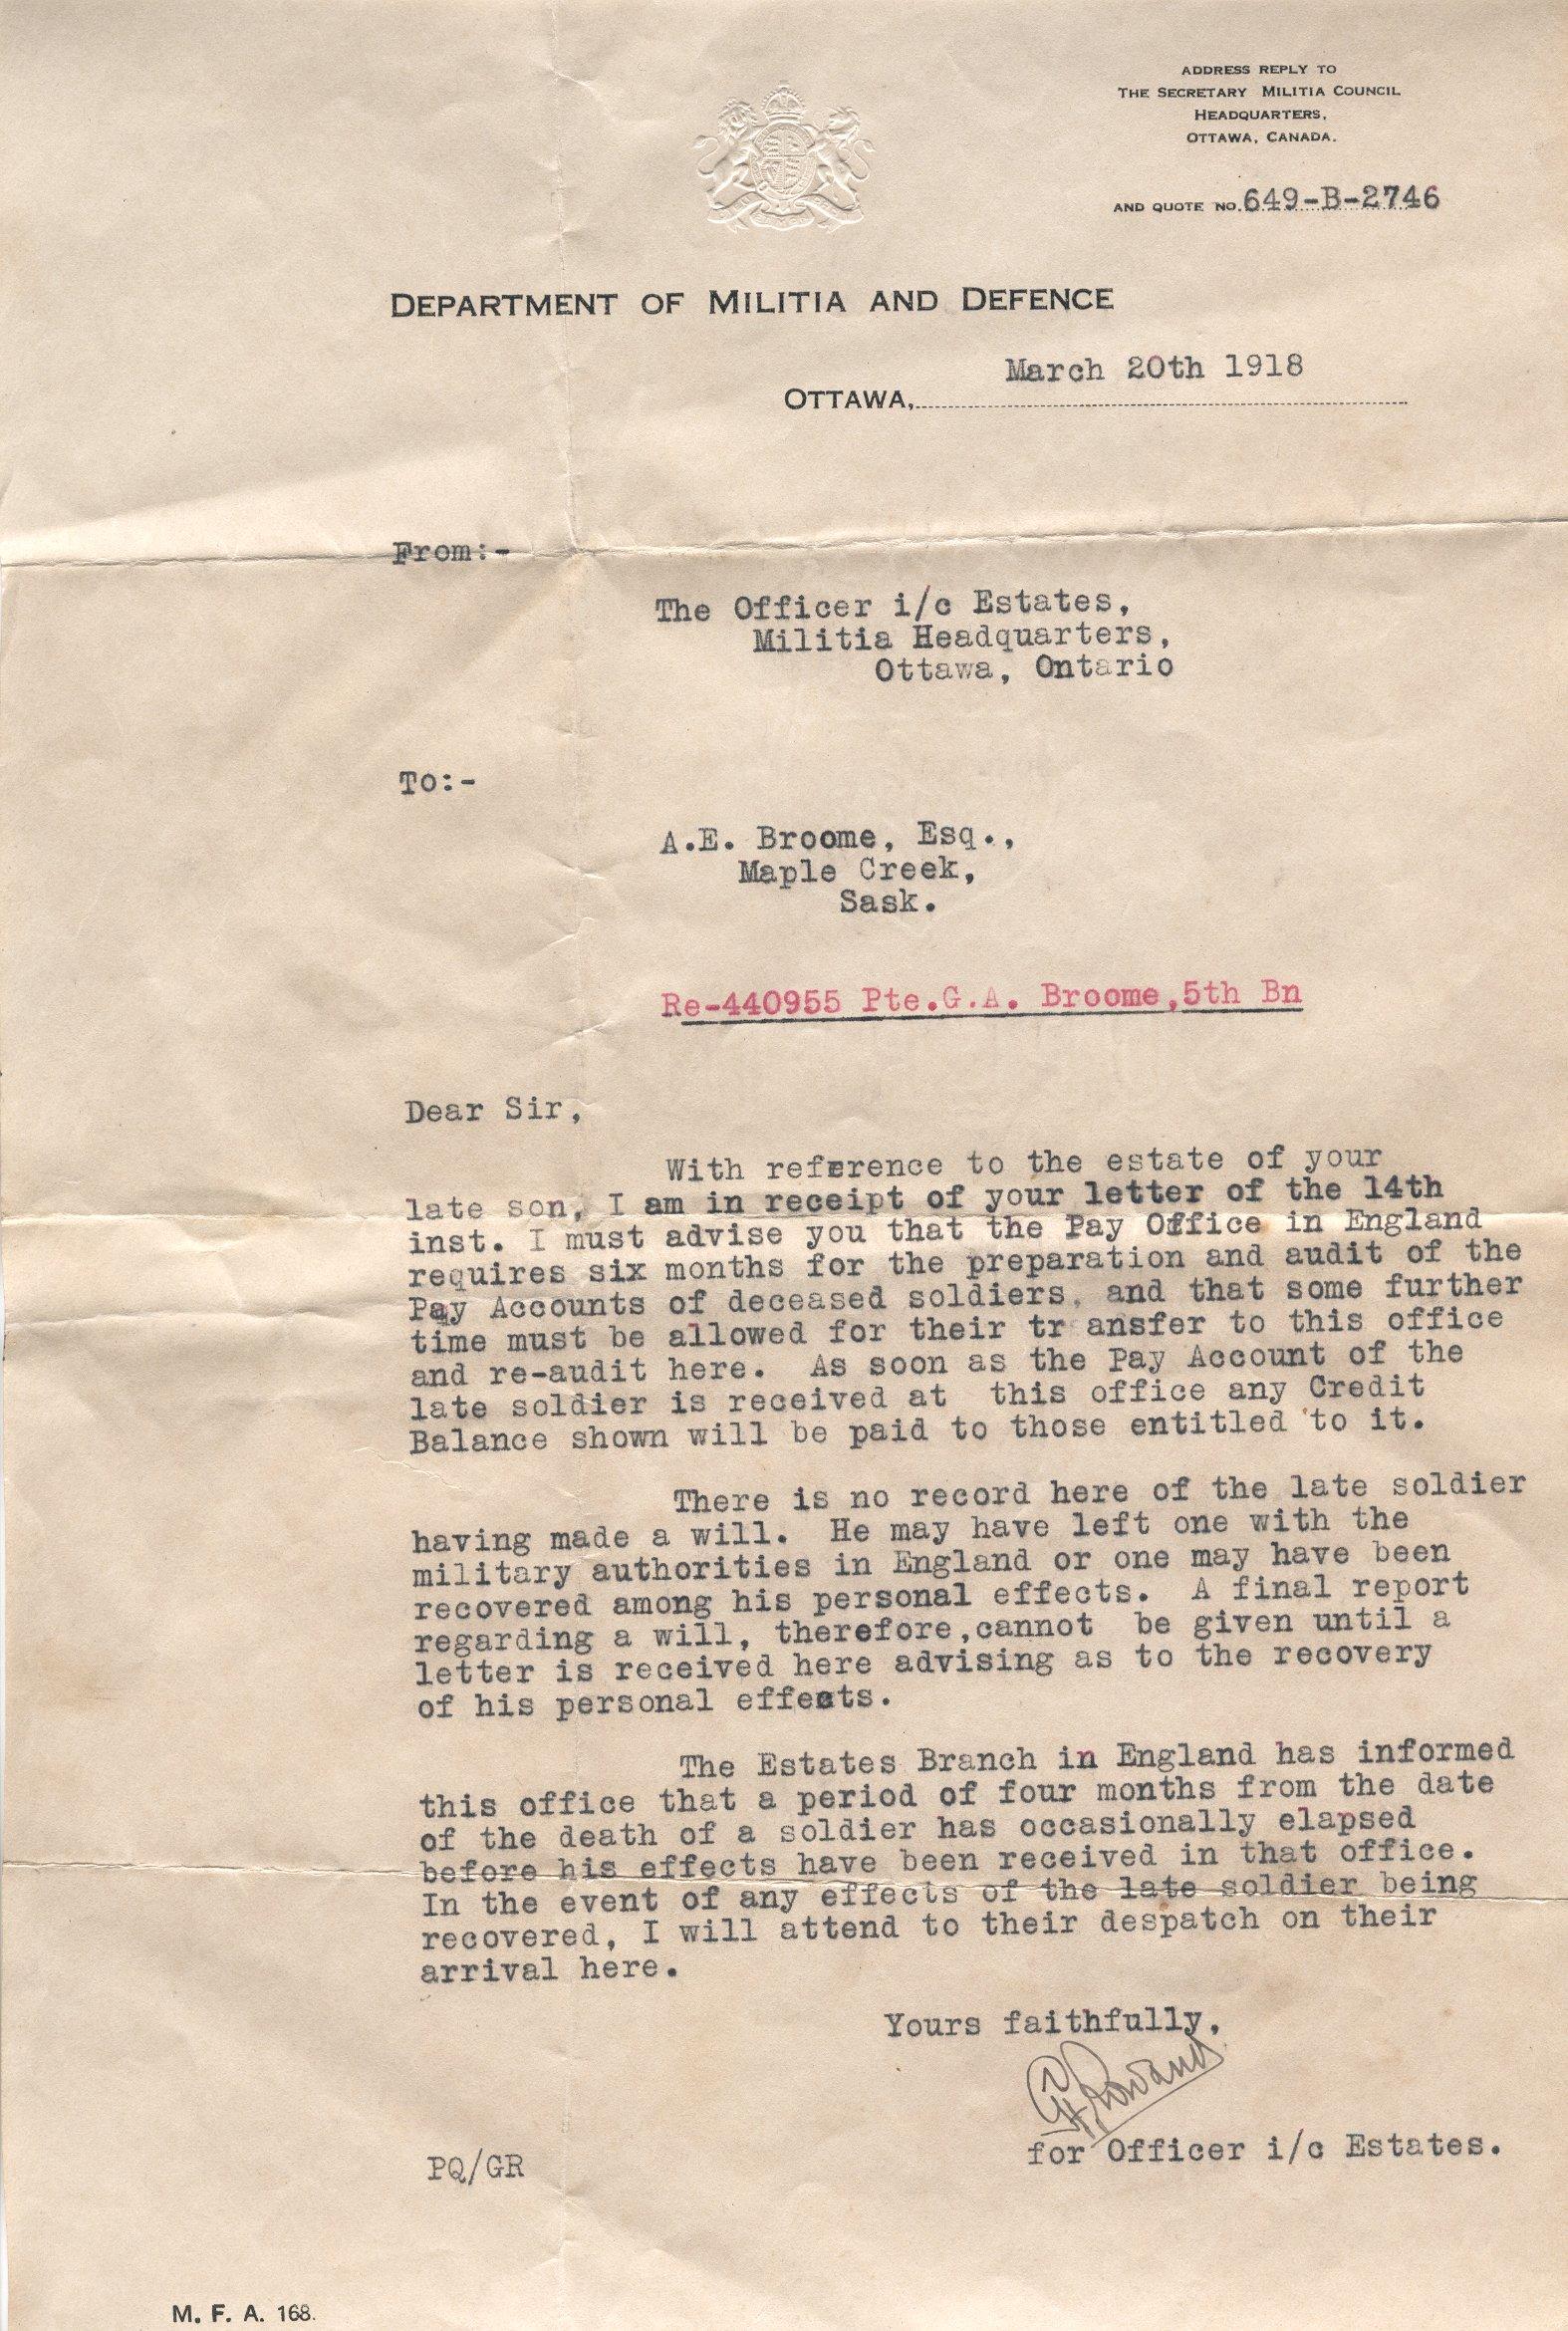 ADDRESS REPLY TO
THE SECRETARY MILITIA COUNCIL
HEADQUARTERS,
OTTAWA, CANADA.
AND QUOTE NO. 649-B-2746
DEPARTMENT OF MILITIA AND DEFENCE
March 20th 1918
OTTAWA,
From:-
The Officer i/c Estates,
Militia Headquarters,
Ottawa, Ontario
To:-
A.E. Broome, Esq.,
Maple Creek,
Sask.
Re-440955 Pte.G.A. Broome,5th Bn
Dear Sir,
With reference to the estate of your
late son, I am in receipt of your letter of the 14th
inst. I must advise you that the Pay Office in England
requires six months for the preparation and audit of the
Pay Accounts of deceased soldiers, and that some further
time must be allowed for their tr ansfer to this office
and re-audit here. As soon as the Pay Account of the
late soldier is received at this office any Credit
Balance shown will be paid to those entitled to it.
There is no record here of the late soldier
having made a will. He may have left one with the
military authorities in England or one may have been
recovered among his personal effects. A final report
regarding a will, therefore,cannot be given until a
letter is received here advising as to the recovery
of his personal effects.
The Estates Branch in England has informed
this office that a period of four months from the date
of the death of a soldier has occasionally elapsed
before his effects have been received in that office.
In the event of any effects of the late soldier being
recovered, I will attend to their despatch on their
arrival here.
Yours faithfully,
for Officer i/c Estates.
PQ/GR
M. F. A. 168.